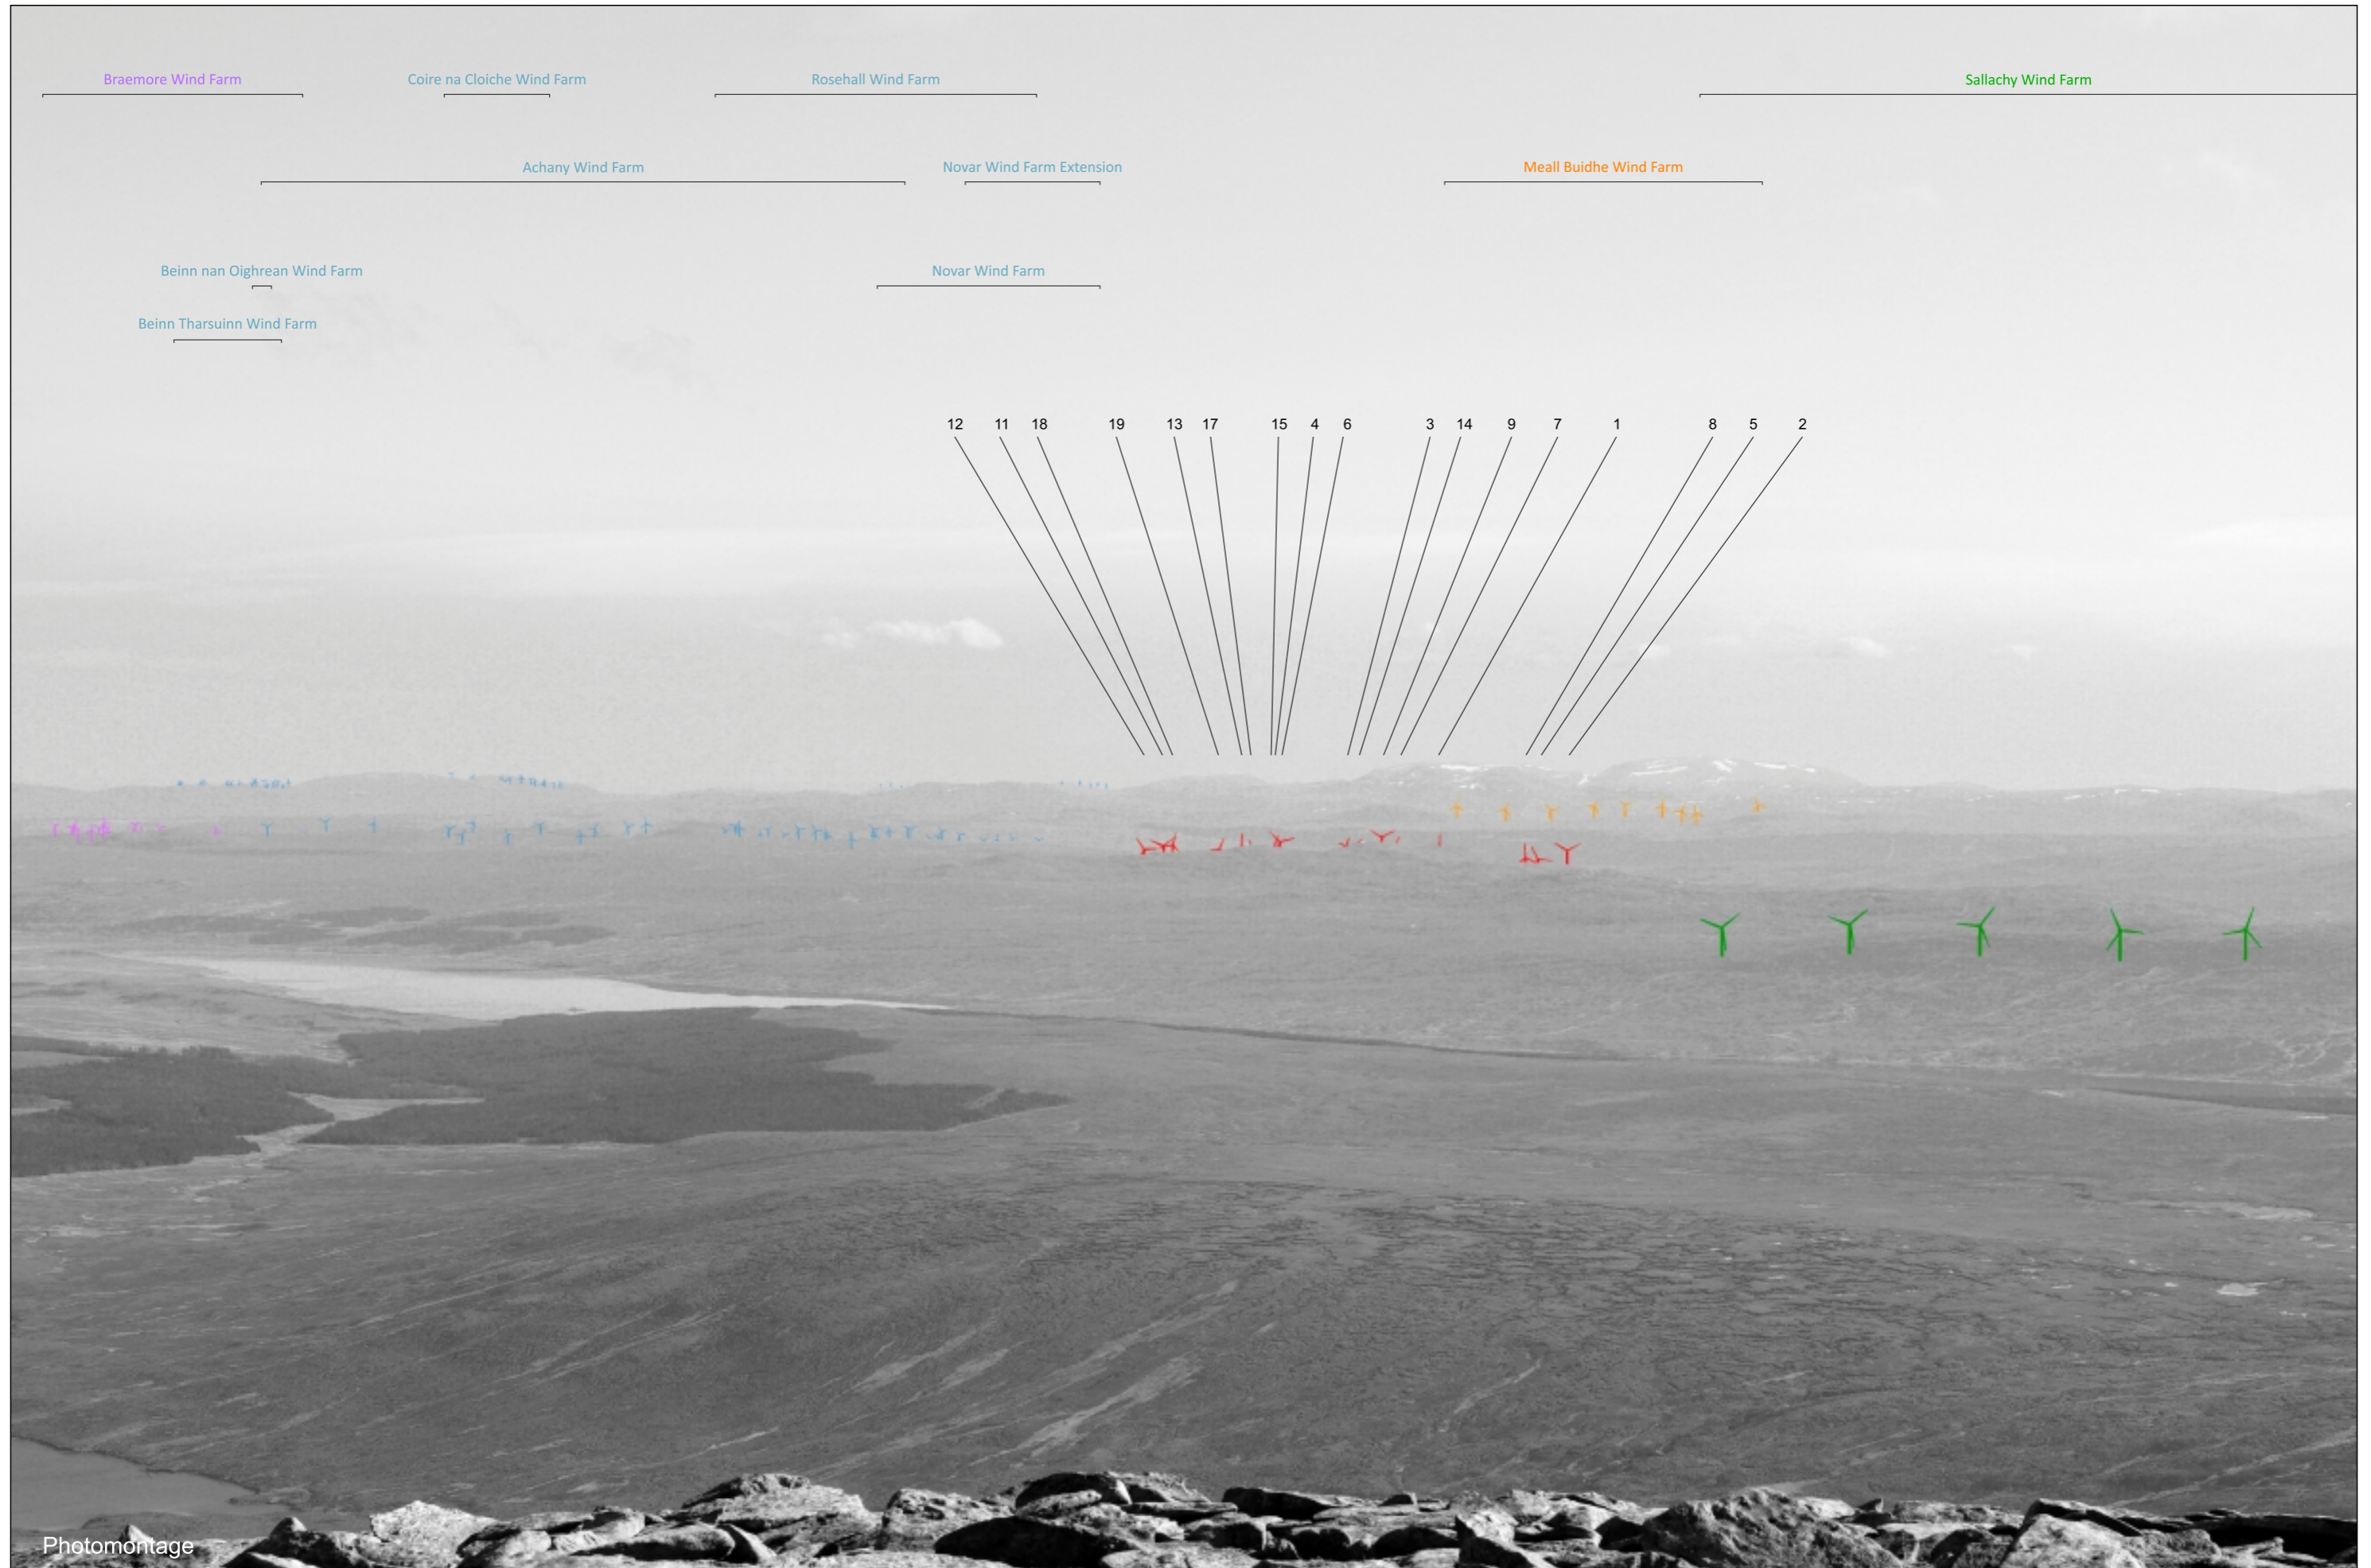 Braemore Wind Farm
Coire na Cloiche Wind Farm
Rosehall Wind Farm
Sallachy Wind Farm
Achany Wind Farm
Novar Wind Farm Extension
Meall Buidhe Wind Farm
Beinn nan Oighrean Wind Farm
Novar Wind Farm
Beinn Tharsuinn Wind Farm
12 11 18 19 13 17 15 4 6 3 14 9 7 1 8 5 2
Photomontage